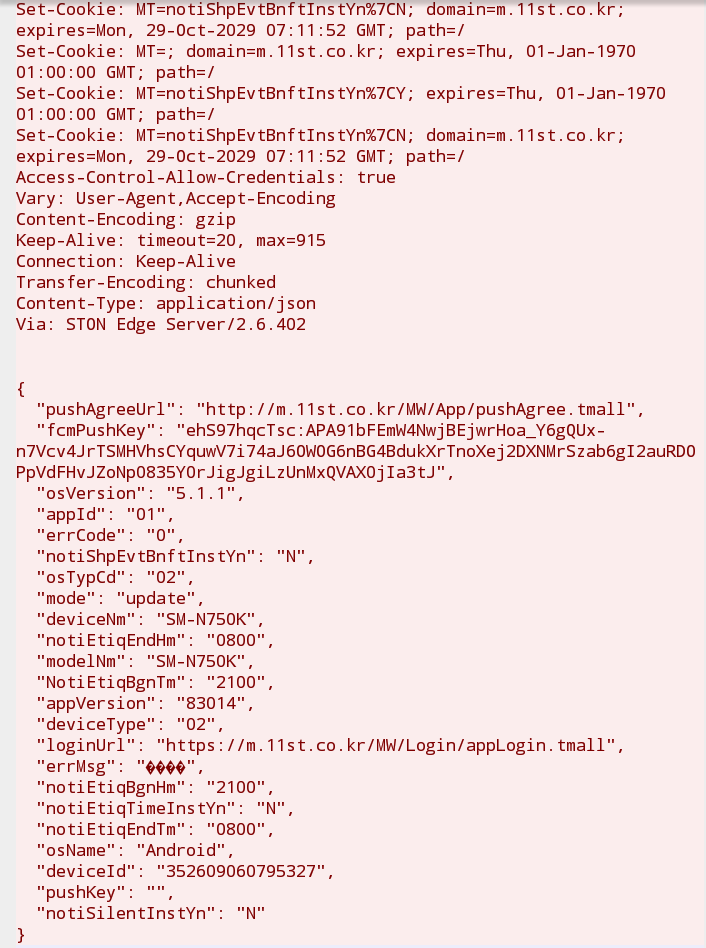 Set-Cookie: MT=notiShpEvtBnftInstYn%7CN; domain=m.11st.co.kr;
expires=Mon, 29-Oct-2029 07:11:52 GMT; path=/
Set-Cookie: MT=; domain=m.11st.co.kr; expires=Thu, 01-Jan-1970
01:00:00 GMT; path=/
Set-Cookie: MT=notiShpEvtBnftInstYn%7CY; expires=Thu, 01-Jan-1970
01:00:00 GMT; path=/
Set-Cookie: MT=notiShpEvtBnftInstYn%7CN; domain=m.11st.co.kr;
expires=Mon, 29-Oct-2029 07:11:52 GMT; path=/
Access-Control-Allow-Credentials: true
Vary: User-Agent,Accept-Encoding
Content-Encoding: gzip
Keep-Alive: timeout=20, max=915
Connection: Keep-Alive
Transfer-Encoding: chunked
Content-Type: application/json
Via: STON Edge Server/2.6.402
{
"pushAgreeUrl": "http://m.11st.co.kr/MW/App/pushAgree.tmall",
"fcmPushKey": "ehS97hqcTsc:APA91bFEmW4NwjBEjwrHoa_Y6gQUx-
n7Vcv4JrTSMHVhsCYquwV7i74aJ6OWOG6nBG4BdukXrTnoXej2DXNMrSzab6gI2auRDO
PpVdFHvJZoNpO835YOrJigJgiLzUnMxQVAXOjIa3tJ",
"osVersion": "5.1.1",
"appId": "01",
"errCode": "0",
"notiShpEvtBnftInstYn": "N",
"osTypCd": "02",
"mode": "update",
"deviceNm": "SM-N750K",
"notiEtiqEndHm": "0800",
"modelNm": "SM-N750K",
"NotiEtiqBgnTm": "2100",
"appVersion": "83014",
"deviceType": "02",
"loginUrl": "https://m.11st.co.kr/MW/Login/appLogin.tmall",
"errMsg": "����",
"notiEtiqBgnHm": "2100",
"notiEtiqTimeInstYn": "N",
"notiEtiqEndTm": "0800",
"osName": "Android",
"deviceId": "352609060795327",
"pushKey": "",
"notiSilentInstYn": "N"
}